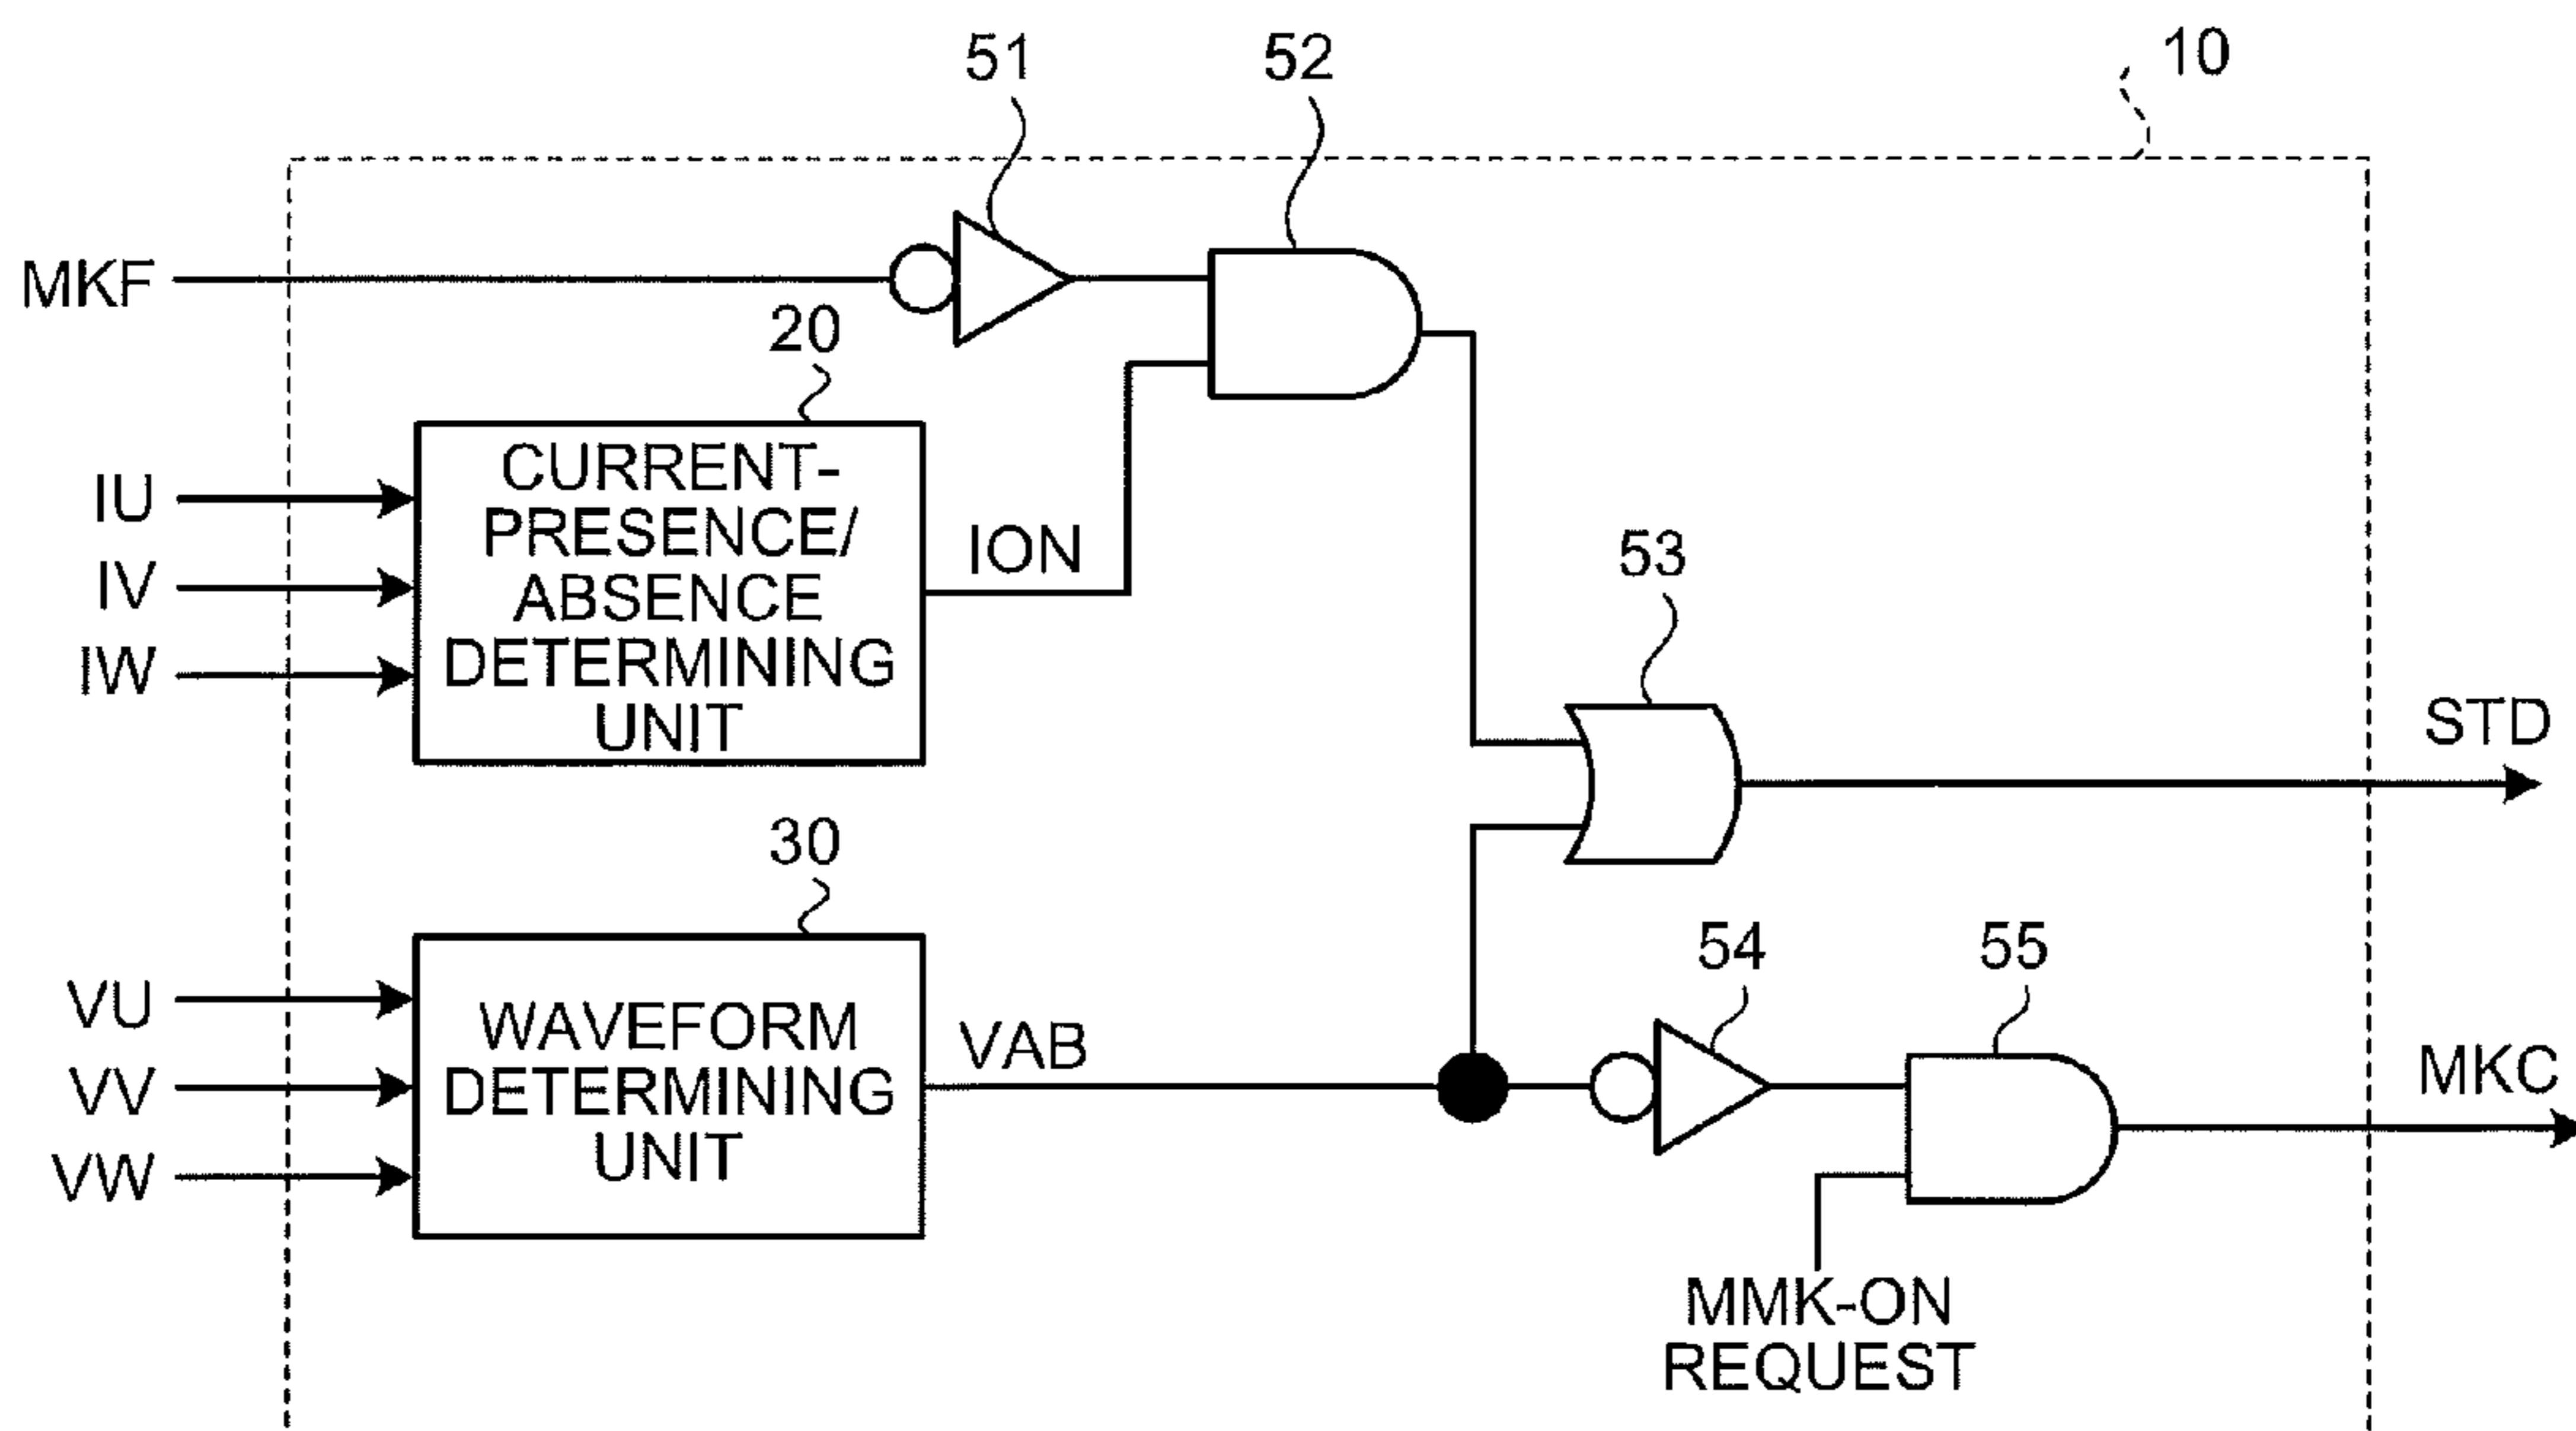 51
52
10
MKF
20
CURRENT-
PRESENCE/
ABSENCE
DETERMINING
UNIT
IU
IV
IW
ION
53
STD
30
WAVEFORM
DETERMINING
UNIT
VU
VV
VW
VAB
54
55
MKC
MMK-ON
REQUEST